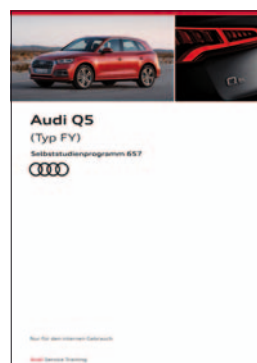 Audi Q5
(Typ FY)
Selbststudienprogramm 657
Nur für den internen Gebrauch
Audi Service Training